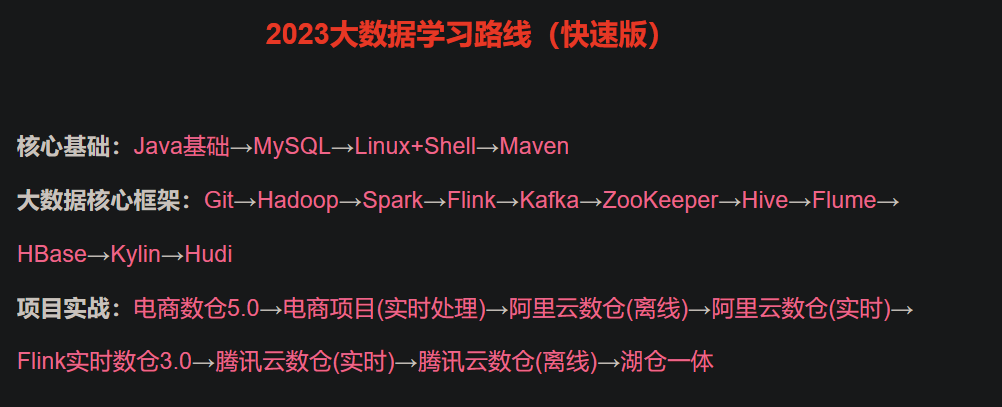 2023大数据学习路线（快速版）
核心基础：Java基础→MySQL→Linux+Shell→Maven
大数据核心框架：Git→Hadoop→Spark→Flink→Kafka→ZooKeeper→Hive→Flume→
HBase→Kylin→Hudi
项目实战：电商数仓5.0→电商项目(实时处理)→阿里云数仓(离线)→阿里云数仓(实时)→
Flink实时数仓3.0→腾讯云数仓(实时)→腾讯云数仓(离线)→湖仓一体